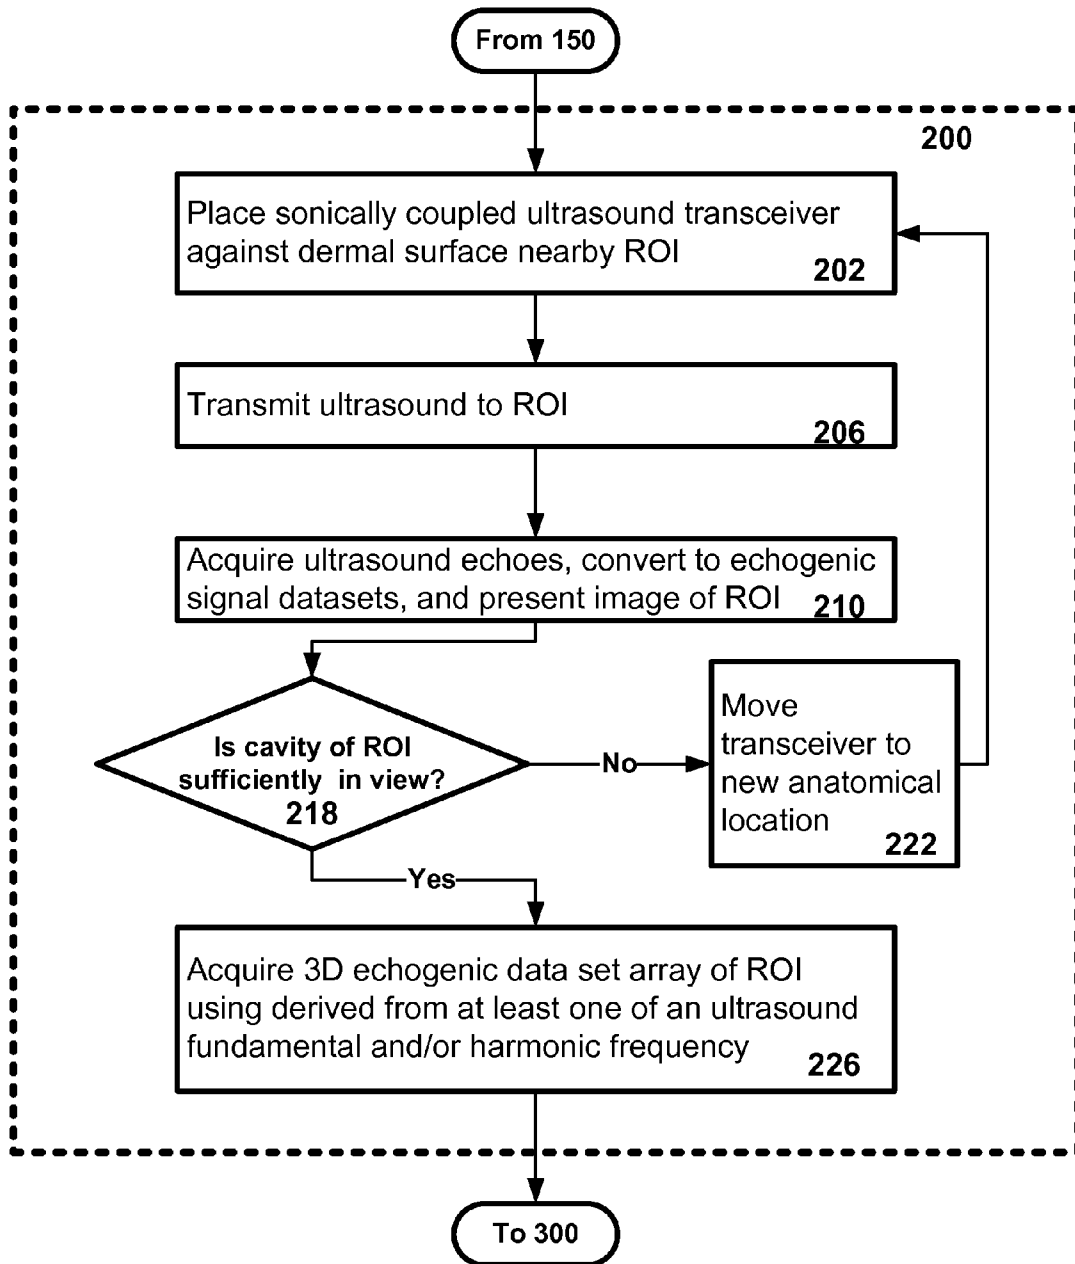 From 150
200
Place sonically coupled ultrasound transceiver
against dermal surface nearby ROI
202
Transmit ultrasound to ROI
206
Acquire ultrasound echoes, convert to echogenic
signal datasets, and present image of ROI
210
Is cavity of ROI
sufficiently in view?
218
No
Move
transceiver to
new anatomical
location
222
Yes
Acquire 3D echogenic data set array of ROI
using derived from at least one of an ultrasound
fundamental and/or harmonic frequency
226
To 300